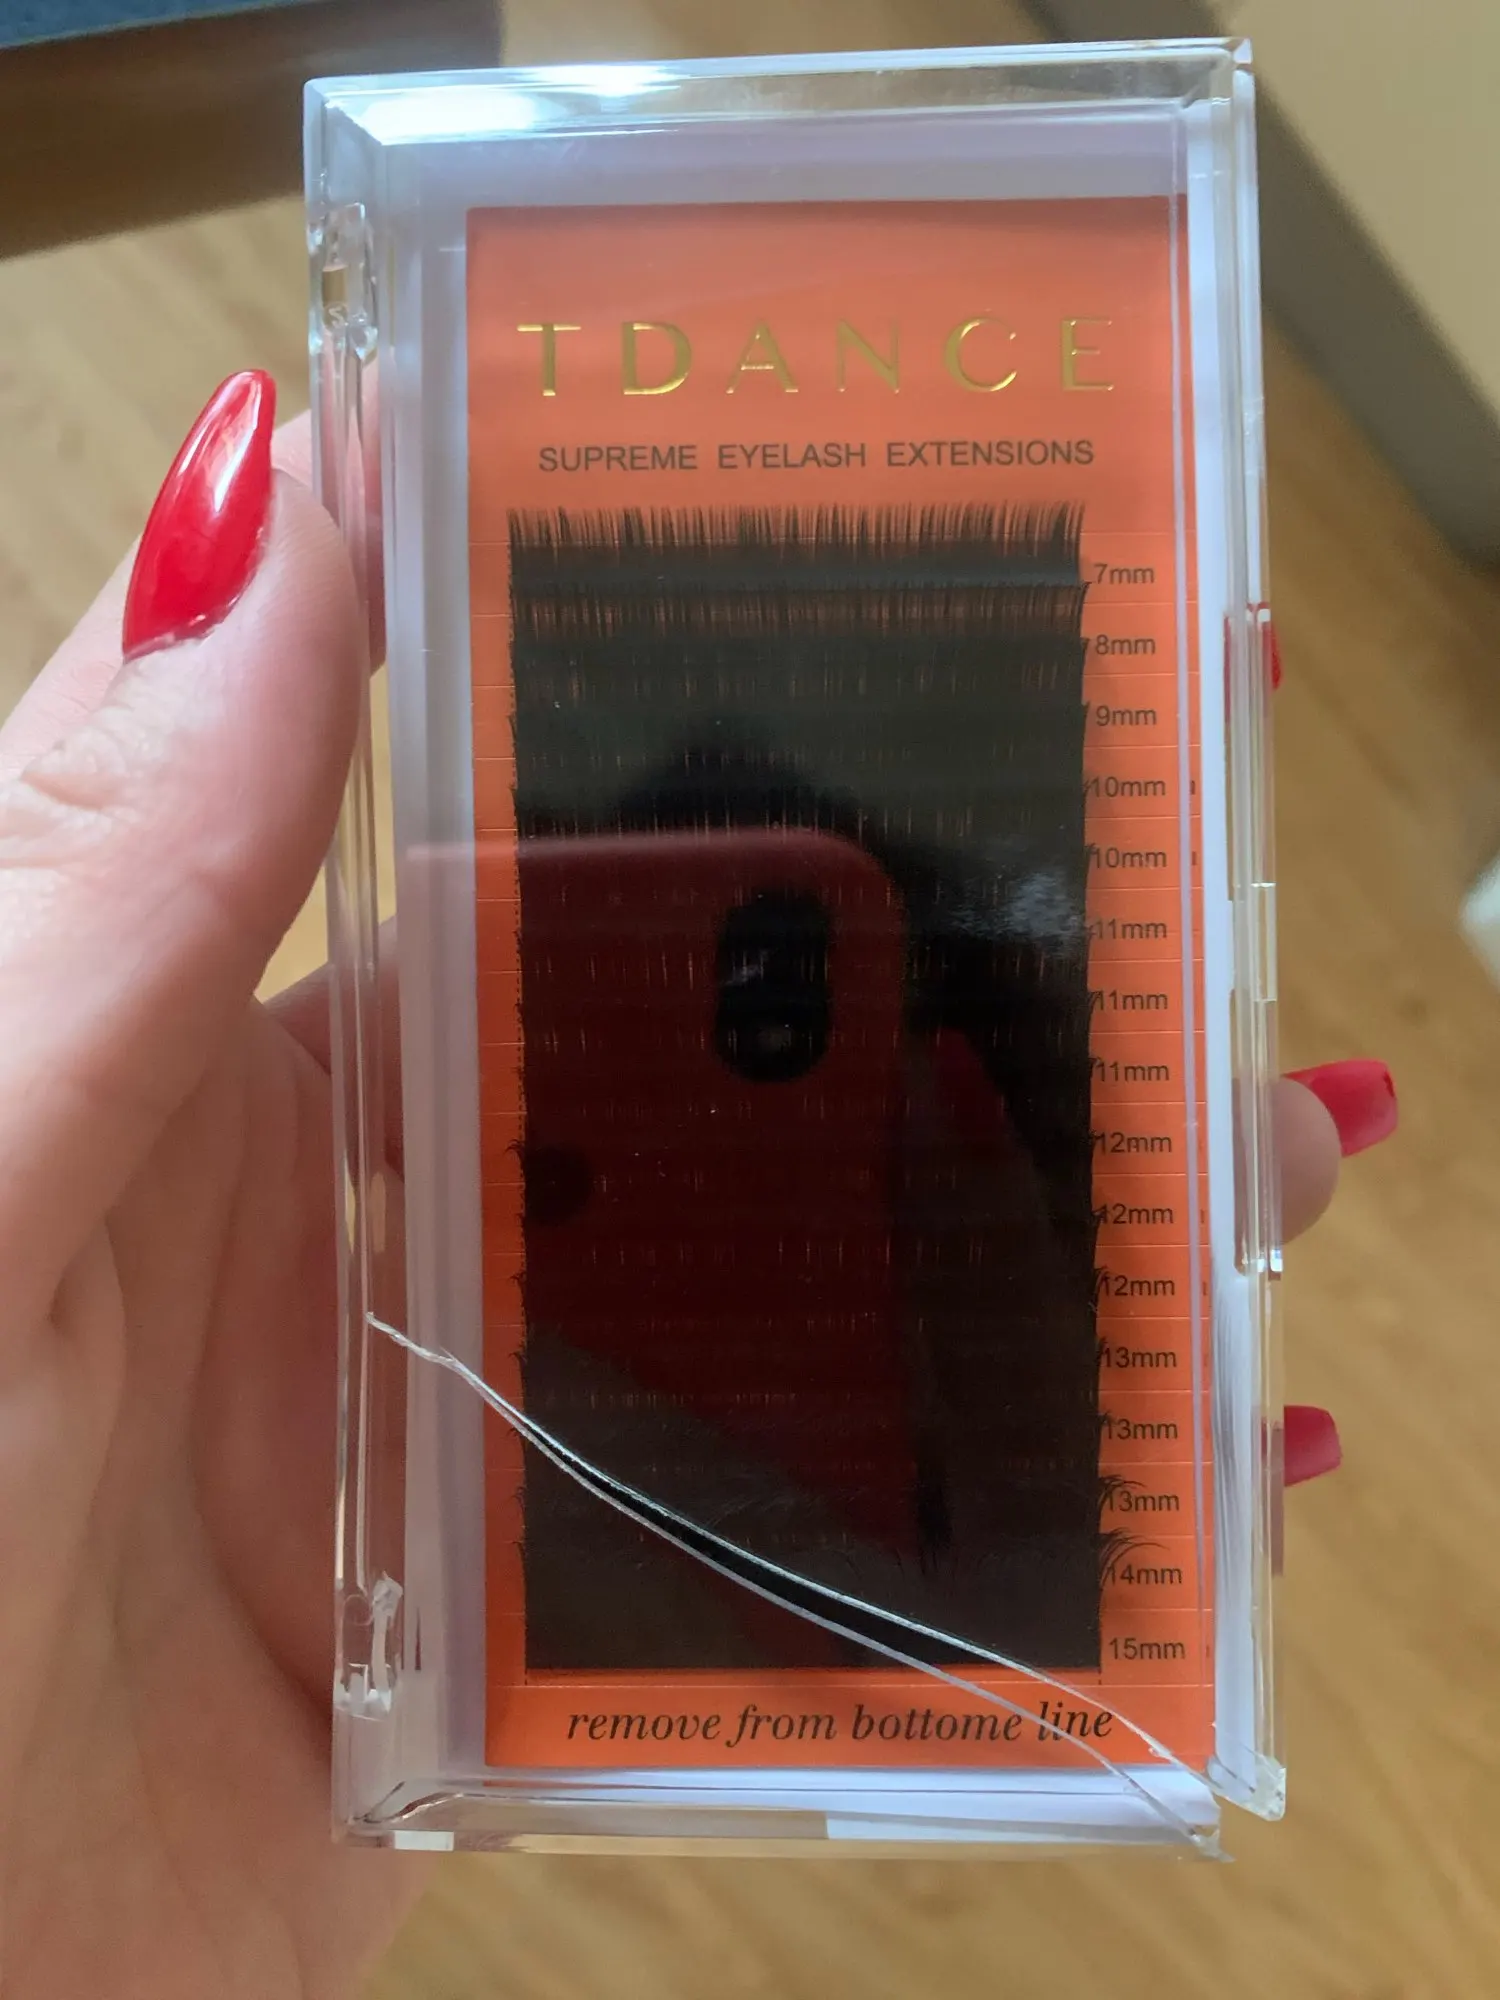 TDANCE
SUPREME EYELASH EXTENSIONS
7mm
8mm
9mm
10mm
10mm
11mm
11mm
11mm
12mm
12mm
12mm
13mm
13mm
13mm
14mm
15mm
remove from bottome line